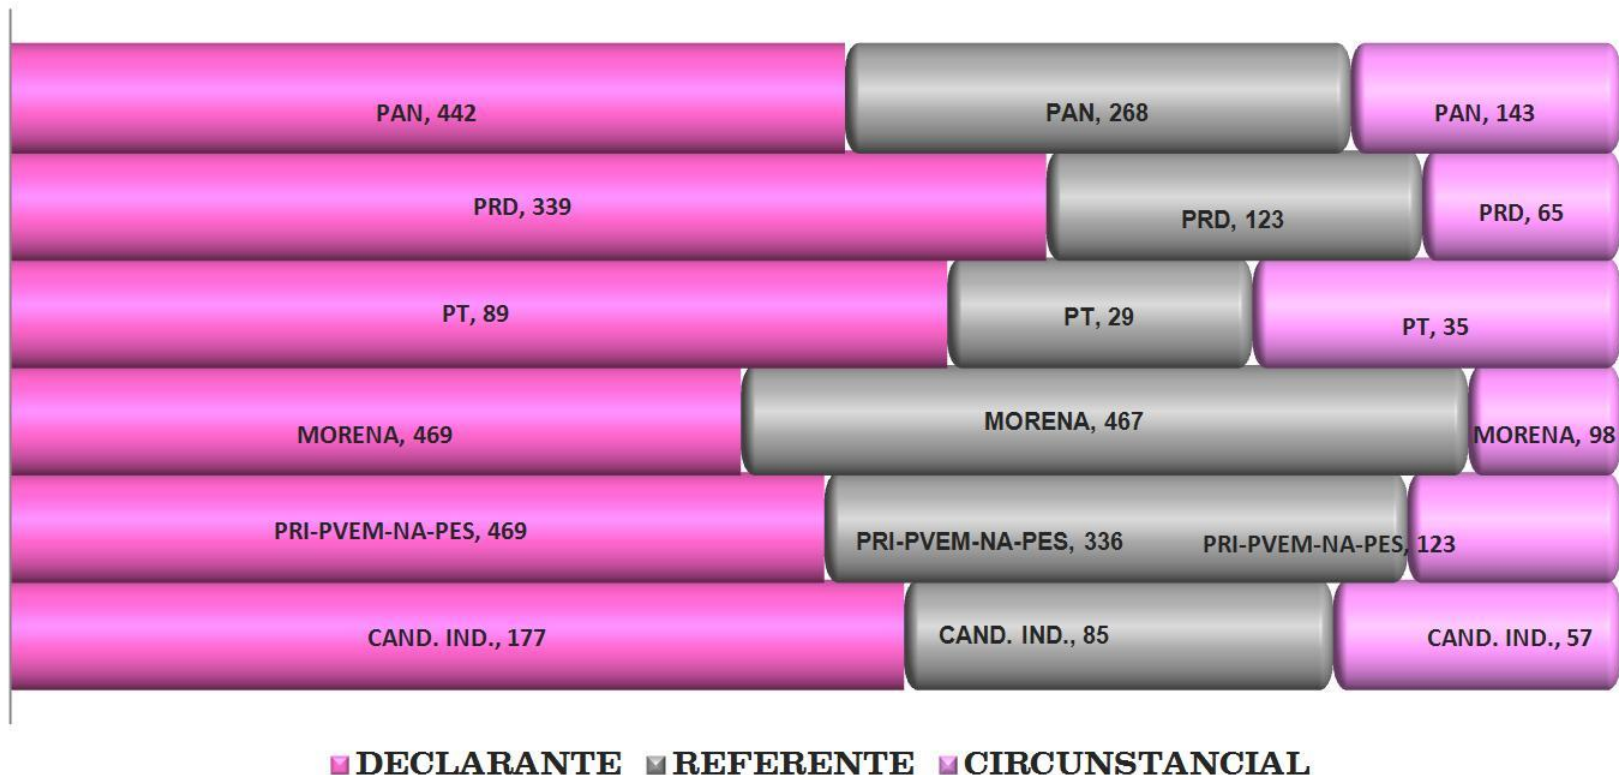 PAN, 442
PAN, 268
PAN, 143
PRD, 339
PRD, 123
PRD, 65
PT, 89
PT, 29
PT, 35
MORENA, 469
MORENA, 467
MORENA, 98
PRI-PVEM-NA-PES, 469
PRI-PVEM-NA-PES, 336
PRI-PVEM-NA-PES, 123
CAND. IND., 177
CAND. IND., 85
CAND. IND., 57
DECLARANTE REFERENTE CIRCUNSTANCIAL